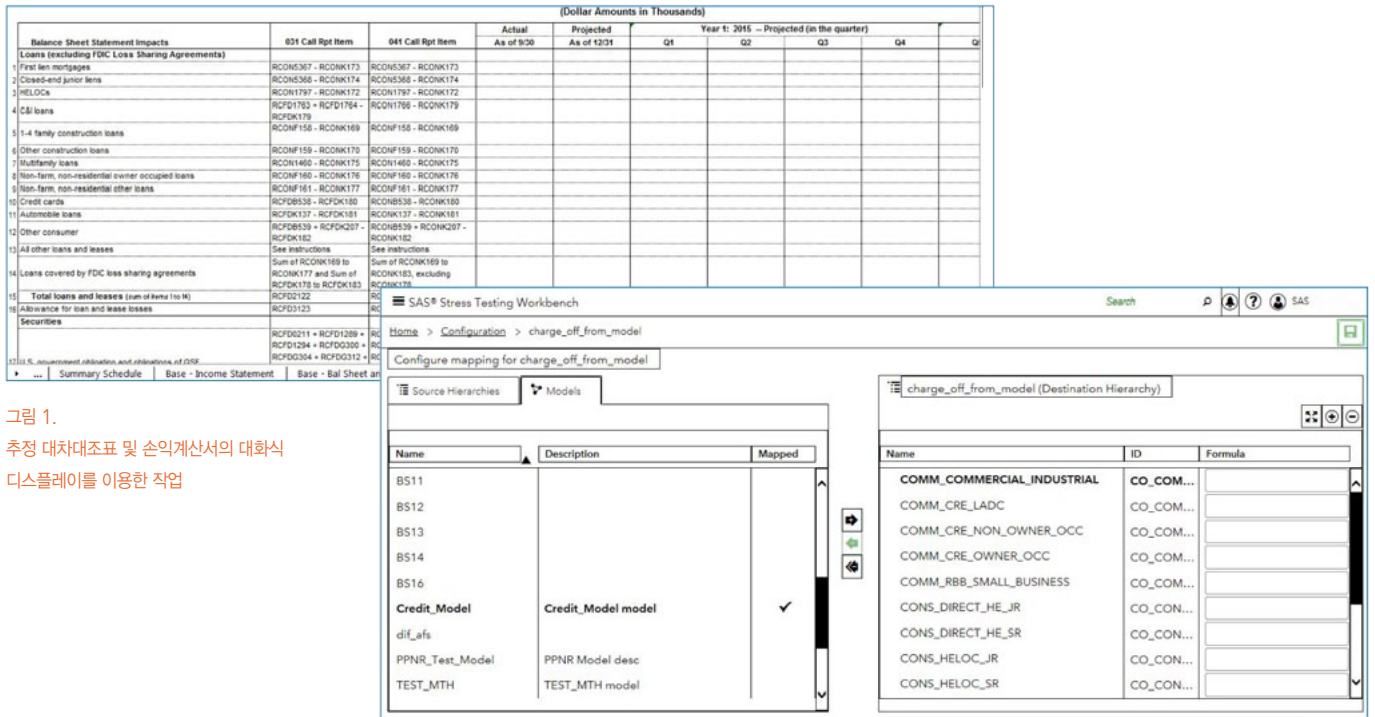 (Dollar Amounts in Thousands)
Actual Projected Year 1: 2015 -- Projected (in the quarter)
Balance Sheet Statement Impacts 031 Call Rpt Item 041 Call Rpt Item As of 9/30 As of 12/31 Q1 Q2 Q3 Q4
Loans (excluding FDIC Loss Sharing Agreements)
1 First lien mortgages RCON5367 - RCONK173 RCON5367 - RCONK173
2 Closed-end junior liens RCON5368 - RCONK174 RCON5368 - RCONK174
3 HELOCs RCON1797 - RCONK172 RCON1797 - RCONK172
4 C&I loans RCFD1763 + RCFD1764 - RCFDK179 RCON1766 - RCONK179
5 1-4 family construction loans RCONF158 - RCONK169 RCONF158 - RCONK169
6 Other construction loans RCONF159 - RCONK170 RCONF159 - RCONK170
7 Multifamily loans RCON1460 - RCONK175 RCON1460 - RCONK175
8 Non-farm, non-residential owner occupied loans RCONF160 - RCONK176 RCONF160 - RCONK176
9 Non-farm, non-residential other loans RCONF161 - RCONK177 RCONF161 - RCONK177
10 Credit cards RCFDB538 - RCFDK180 RCONB538 - RCONK180
11 Automobile loans RCFDK137 - RCFDK181 RCONK137 - RCONK181
12 Other consumer RCFDB539 + RCFDK207 - RCFDK182 RCONB539 + RCONK207 - RCONK182
13 All other loans and leases See instructions See instructions
14 Loans covered by FDIC loss sharing agreements Sum of RCONK169 to RCONK177 and Sum of RCFDK178 to RCFDK183 Sum of RCONK169 to RCONK183, excluding RCONK178
15 Total loans and leases (sum of items 1 to 14) RCFD2122
16 Allowance for loan and lease losses RCFD3123
Securities
17 U.S. government obligation and obligations of GSE RCFD0211 + RCFD1289 + RCFD1294 + RCFDG300 + RCFDG304 + RCFDG312 +
... Summary Schedule Base - Income Statement Base - Bal Sheet an
그림 1.
추정 대차대조표 및 손익계산서의 대화식
디스플레이를 이용한 작업
SAS® Stress Testing Workbench Search ? SAS
Home > Configuration > charge_off_from_model
Configure mapping for charge_off_from_model
Source Hierarchies Models
charge_off_from_model (Destination Hierarchy)
Name Description Mapped
BS11
BS12
BS13
BS14
BS16
Credit_Model Credit_Model model ✓
dif_afs
PPNR_Test_Model PPNR Model desc
TEST_MTH TEST_MTH model
Name ID Formula
COMM_COMMERCIAL_INDUSTRIAL CO_COM...
COMM_CRE_LADC CO_COM...
COMM_CRE_NON_OWNER_OCC CO_COM...
COMM_CRE_OWNER_OCC CO_COM...
COMM_RBB_SMALL_BUSINESS CO_COM...
CONS_DIRECT_HE_JR CO_CON...
CONS_DIRECT_HE_SR CO_CON...
CONS_HELOC_JR CO_CON...
CONS_HELOC_SR CO_CON...